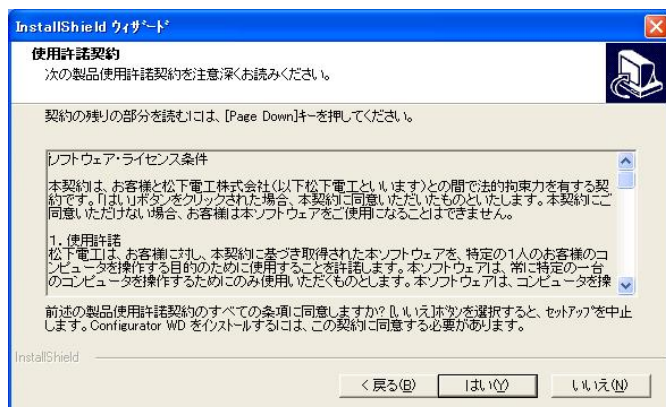 InstallShield ウィザード
使用許諾契約
次の製品使用許諾契約を注意深くお読みください。
契約の残りの部分を読むには、[Page Down]キーを押してください。
ソフトウェア・ライセンス条件
本契約は、お客様と松下電工株式会社(以下松下電工といいます)との間で法的拘束力を有する契
約です。「はい」ボタンをクリックされた場合、本契約に同意いただいたものといたします。本契約にご
同意いただけない場合、お客様は本ソフトウェアをご使用になることはできません。
1. 使用許諾
松下電工は、お客様に対し、本契約に基づき取得された本ソフトウェアを、特定の1人のお客様のコ
ンピュータを操作する目的のために使用することを許諾します。本ソフトウェアは、常に特定の一台
のコンピュータを操作するためにのみ使用いただくものとします。本ソフトウェアは、コンピュータを操
前述の製品使用許諾契約のすべての条項に同意しますか? [いいえ]ボタンを選択すると、セットアップを中止
します。Configurator WD をインストールするには、この契約に同意する必要があります。
InstallShield
< 戻る(B)
はい(Y)
いいえ(N)